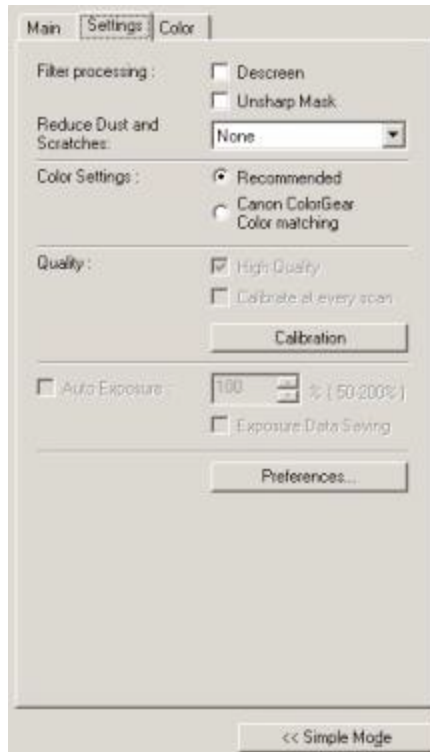 Main Settings Color
Filter processing : Descreen
Unsharp Mask
Reduce Dust and
Scratches: None
Color Settings : Recommended
Canon ColorGear
Color matching
Quality : High Quality
Calibrate at every scan
Calibration
Auto Exposure : 100 % ( 50-200% )
Exposure Data Saving
Preferences...
<< Simple Mode